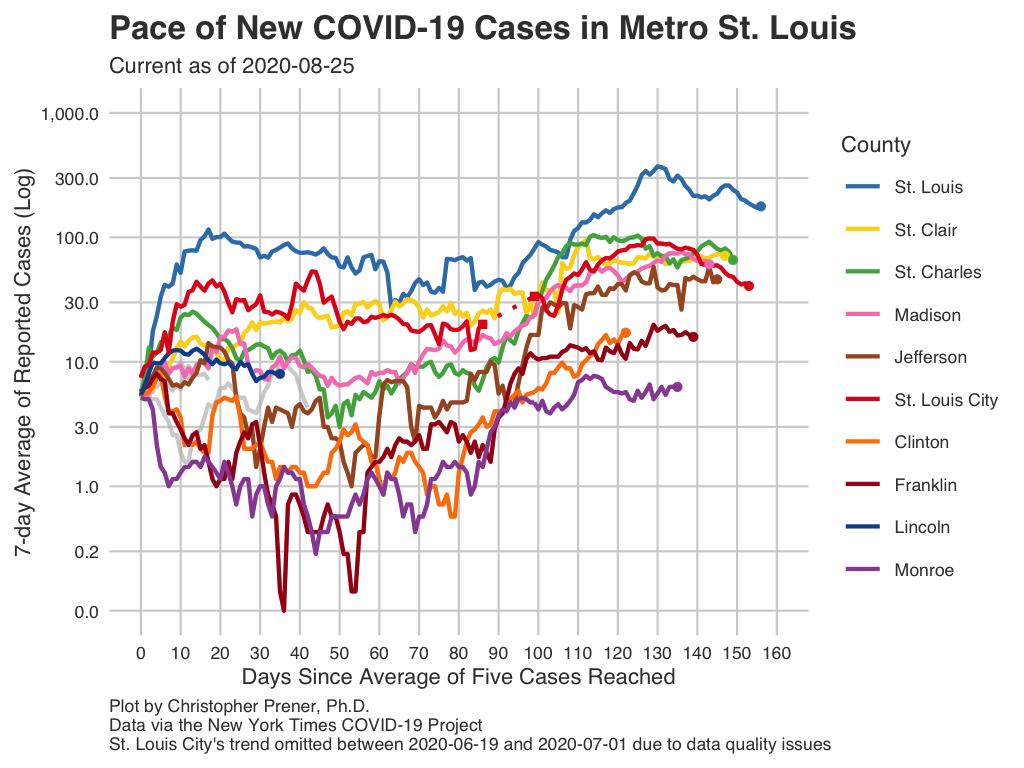 Pace of New COVID-19 Cases in Metro St. Louis
Current as of 2020-08-25
7-day Average of Reported Cases (Log)
1,000.0
300.0
100.0
30.0
10.0
3.0
1.0
0.2
0.0
0 10 20 30 40 50 60 70 80 90 100 110 120 130 140 150 160
Days Since Average of Five Cases Reached
County
St. Louis
St. Clair
St. Charles
Madison
Jefferson
St. Louis City
Clinton
Franklin
Lincoln
Monroe
Plot by Christopher Prener, Ph.D.
Data via the New York Times COVID-19 Project
St. Louis City's trend omitted between 2020-06-19 and 2020-07-01 due to data quality issues